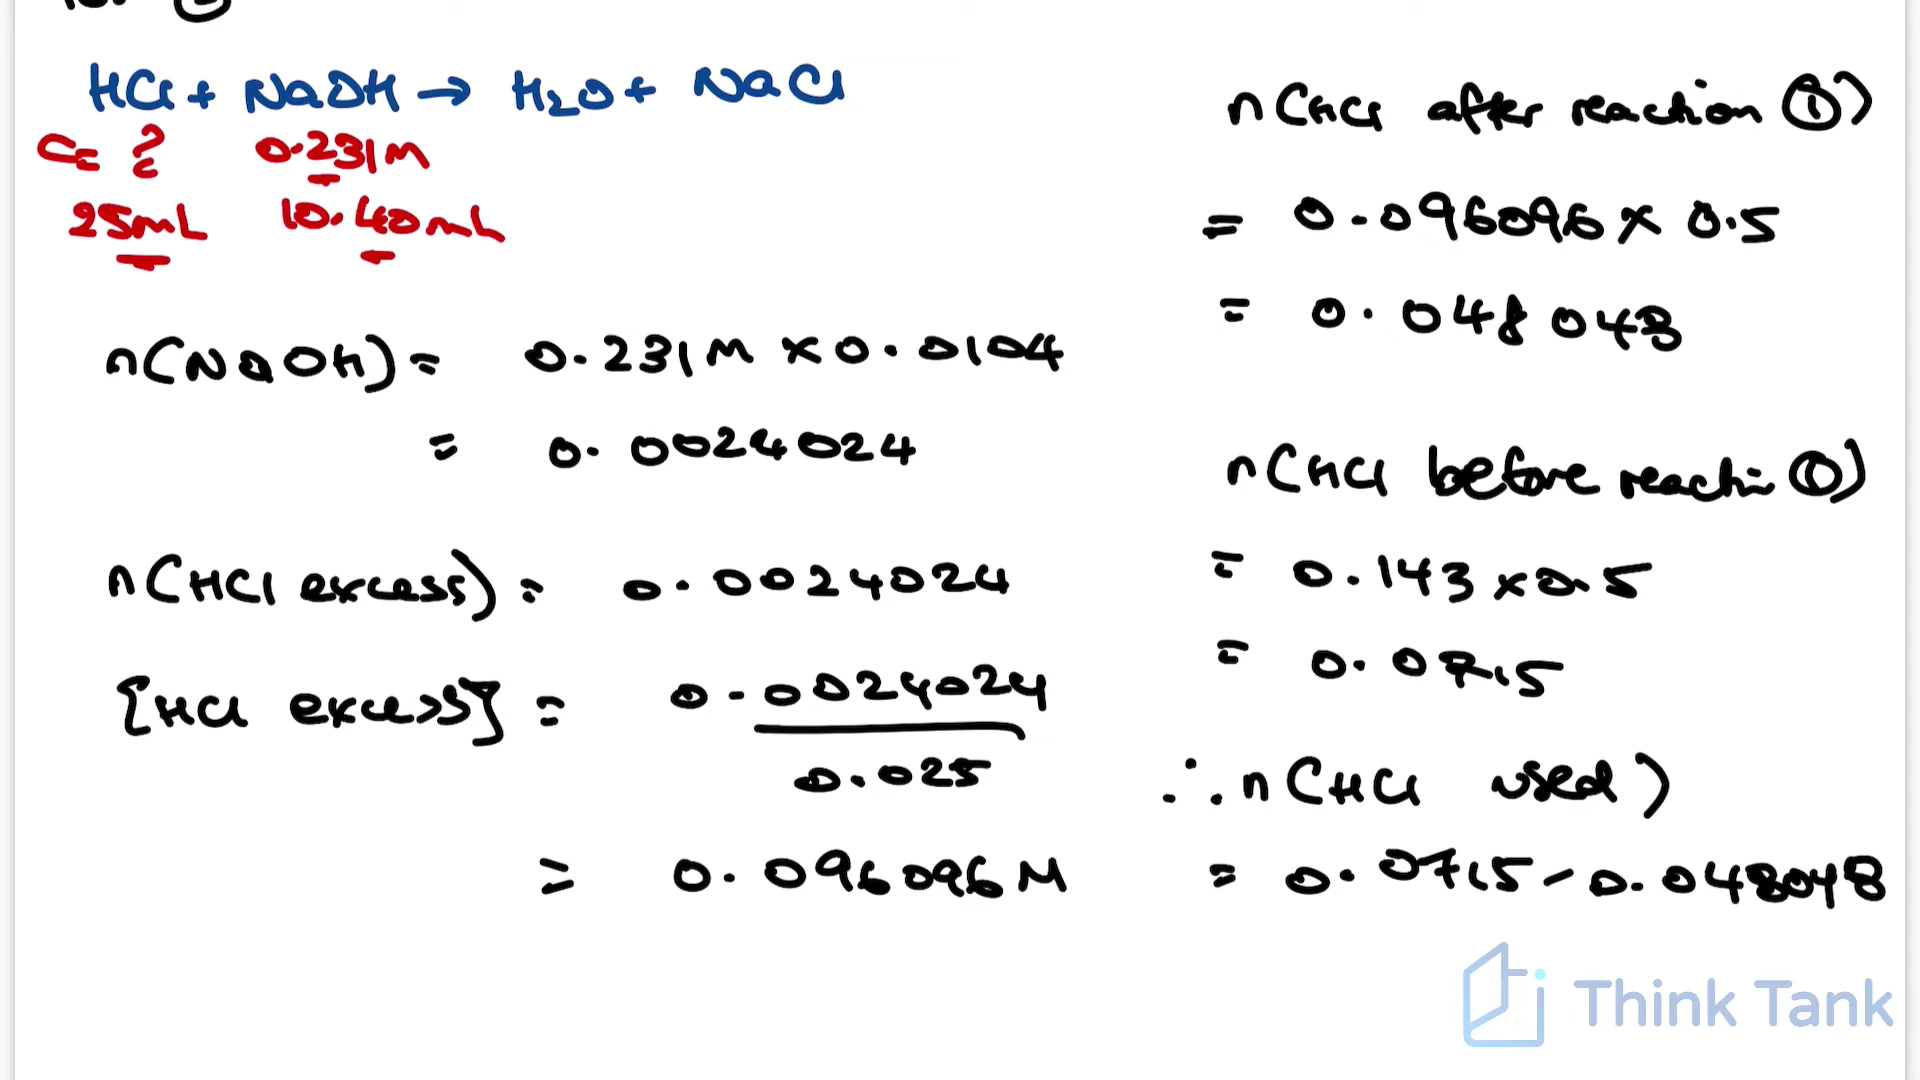 HCl + NaOH → H₂O + NaCl
C= ? 0.231M
25mL 10.40mL
n(NaOH) = 0.231M × 0.0104
= 0.0024024
n(HCl excess) = 0.0024024
[HCl excess] = 0.0024024
0.025
= 0.096096M
n(HCl after reaction ①)
= 0.096096 × 0.5
= 0.048048
n(HCl before reacti ①)
= 0.143 × 0.5
= 0.0715
∴ n(HCl used)
= 0.0715 - 0.048048
Think Tank